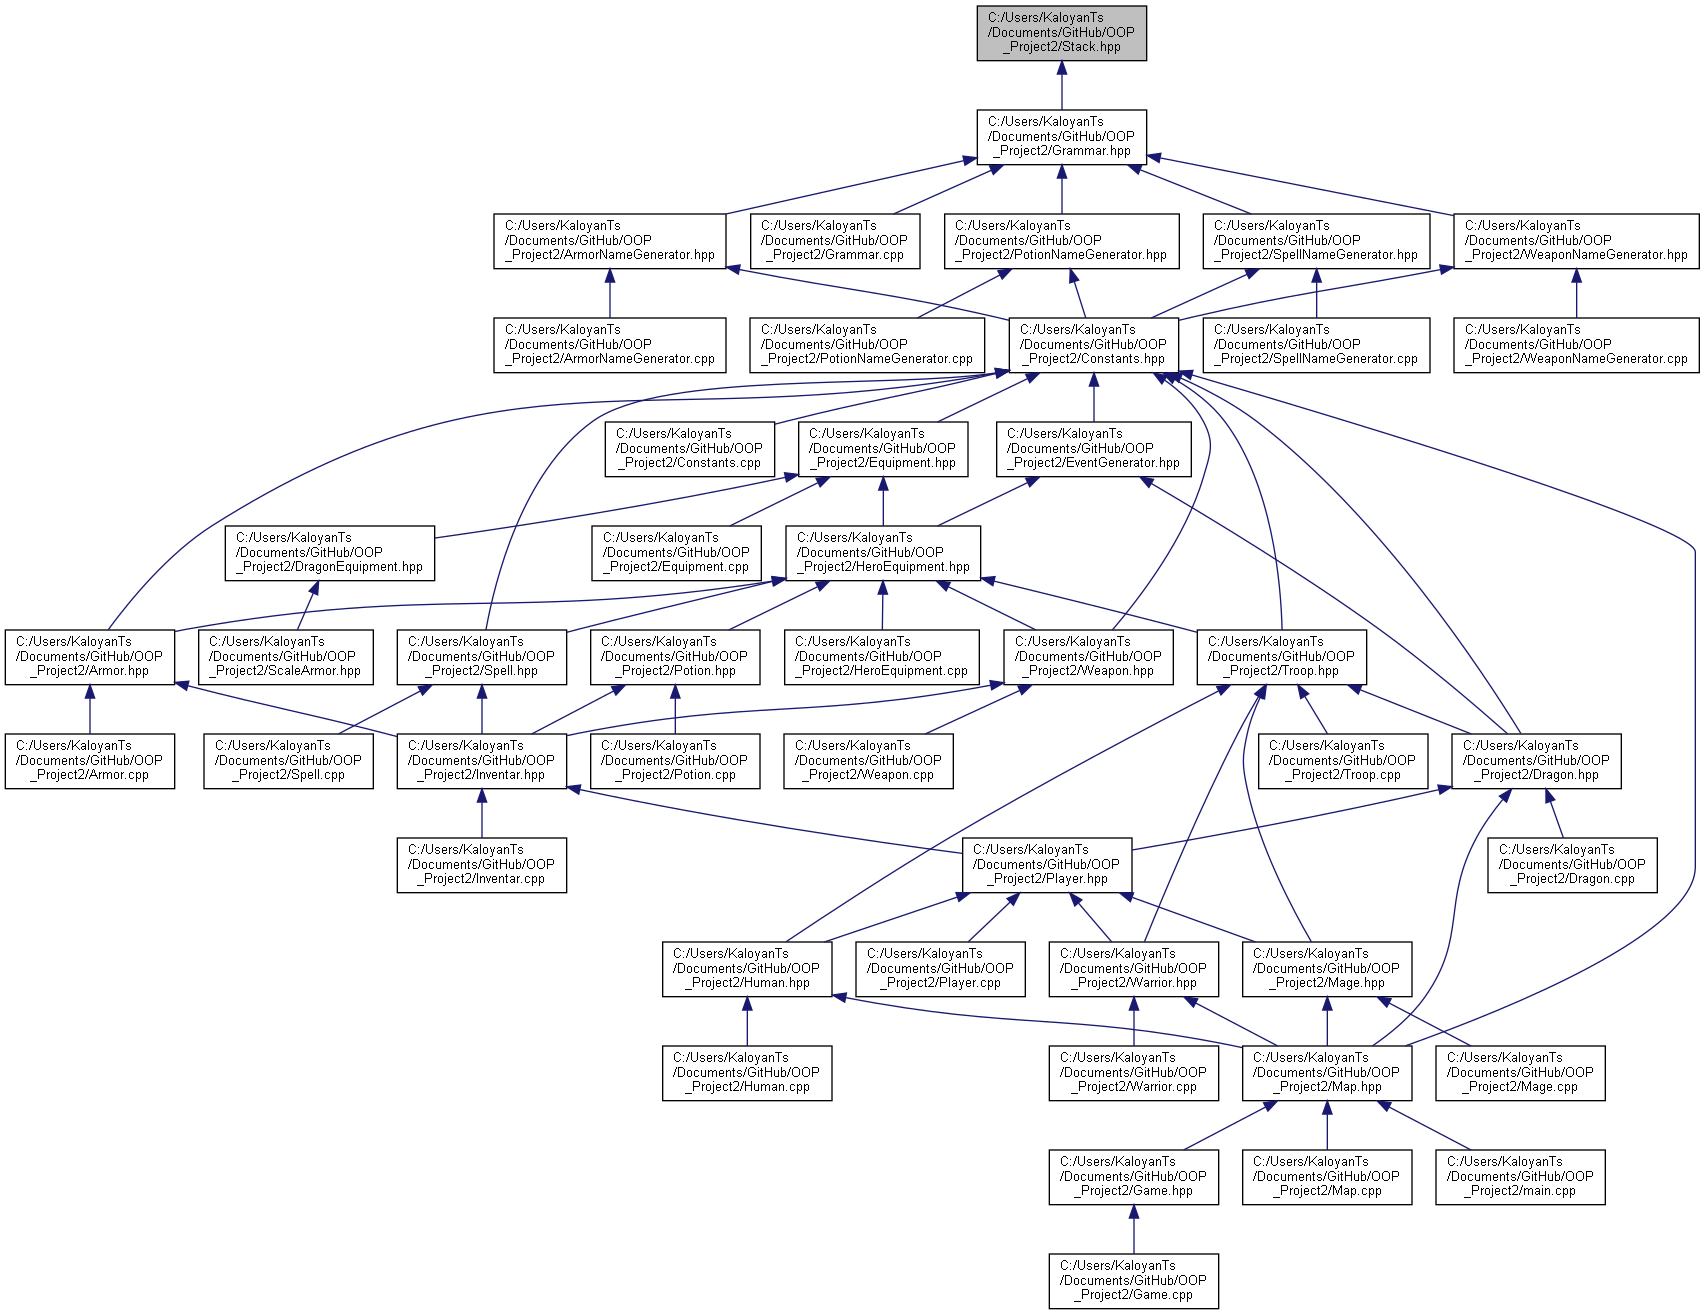 C:/Users/KaloyanTs
/Documents/GitHub/OOP
_Project2/Stack.hpp
C:/Users/KaloyanTs
/Documents/GitHub/OOP
_Project2/Grammar.hpp
C:/Users/KaloyanTs
/Documents/GitHub/OOP
_Project2/ArmorNameGenerator.hpp
C:/Users/KaloyanTs
/Documents/GitHub/OOP
_Project2/Grammar.cpp
C:/Users/KaloyanTs
/Documents/GitHub/OOP
_Project2/PotionNameGenerator.hpp
C:/Users/KaloyanTs
/Documents/GitHub/OOP
_Project2/SpellNameGenerator.hpp
C:/Users/KaloyanTs
/Documents/GitHub/OOP
_Project2/WeaponNameGenerator.hpp
C:/Users/KaloyanTs
/Documents/GitHub/OOP
_Project2/ArmorNameGenerator.cpp
C:/Users/KaloyanTs
/Documents/GitHub/OOP
_Project2/PotionNameGenerator.cpp
C:/Users/KaloyanTs
/Documents/GitHub/OOP
_Project2/Constants.hpp
C:/Users/KaloyanTs
/Documents/GitHub/OOP
_Project2/SpellNameGenerator.cpp
C:/Users/KaloyanTs
/Documents/GitHub/OOP
_Project2/WeaponNameGenerator.cpp
C:/Users/KaloyanTs
/Documents/GitHub/OOP
_Project2/Constants.cpp
C:/Users/KaloyanTs
/Documents/GitHub/OOP
_Project2/Equipment.hpp
C:/Users/KaloyanTs
/Documents/GitHub/OOP
_Project2/EventGenerator.hpp
C:/Users/KaloyanTs
/Documents/GitHub/OOP
_Project2/DragonEquipment.hpp
C:/Users/KaloyanTs
/Documents/GitHub/OOP
_Project2/Equipment.cpp
C:/Users/KaloyanTs
/Documents/GitHub/OOP
_Project2/HeroEquipment.hpp
C:/Users/KaloyanTs
/Documents/GitHub/OOP
_Project2/Armor.hpp
C:/Users/KaloyanTs
/Documents/GitHub/OOP
_Project2/ScaleArmor.hpp
C:/Users/KaloyanTs
/Documents/GitHub/OOP
_Project2/Spell.hpp
C:/Users/KaloyanTs
/Documents/GitHub/OOP
_Project2/Potion.hpp
C:/Users/KaloyanTs
/Documents/GitHub/OOP
_Project2/HeroEquipment.cpp
C:/Users/KaloyanTs
/Documents/GitHub/OOP
_Project2/Weapon.hpp
C:/Users/KaloyanTs
/Documents/GitHub/OOP
_Project2/Troop.hpp
C:/Users/KaloyanTs
/Documents/GitHub/OOP
_Project2/Armor.cpp
C:/Users/KaloyanTs
/Documents/GitHub/OOP
_Project2/Spell.cpp
C:/Users/KaloyanTs
/Documents/GitHub/OOP
_Project2/Inventar.hpp
C:/Users/KaloyanTs
/Documents/GitHub/OOP
_Project2/Potion.cpp
C:/Users/KaloyanTs
/Documents/GitHub/OOP
_Project2/Weapon.cpp
C:/Users/KaloyanTs
/Documents/GitHub/OOP
_Project2/Troop.cpp
C:/Users/KaloyanTs
/Documents/GitHub/OOP
_Project2/Dragon.hpp
C:/Users/KaloyanTs
/Documents/GitHub/OOP
_Project2/Inventar.cpp
C:/Users/KaloyanTs
/Documents/GitHub/OOP
_Project2/Player.hpp
C:/Users/KaloyanTs
/Documents/GitHub/OOP
_Project2/Dragon.cpp
C:/Users/KaloyanTs
/Documents/GitHub/OOP
_Project2/Human.hpp
C:/Users/KaloyanTs
/Documents/GitHub/OOP
_Project2/Player.cpp
C:/Users/KaloyanTs
/Documents/GitHub/OOP
_Project2/Warrior.hpp
C:/Users/KaloyanTs
/Documents/GitHub/OOP
_Project2/Mage.hpp
C:/Users/KaloyanTs
/Documents/GitHub/OOP
_Project2/Human.cpp
C:/Users/KaloyanTs
/Documents/GitHub/OOP
_Project2/Warrior.cpp
C:/Users/KaloyanTs
/Documents/GitHub/OOP
_Project2/Map.hpp
C:/Users/KaloyanTs
/Documents/GitHub/OOP
_Project2/Mage.cpp
C:/Users/KaloyanTs
/Documents/GitHub/OOP
_Project2/Game.hpp
C:/Users/KaloyanTs
/Documents/GitHub/OOP
_Project2/Map.cpp
C:/Users/KaloyanTs
/Documents/GitHub/OOP
_Project2/main.cpp
C:/Users/KaloyanTs
/Documents/GitHub/OOP
_Project2/Game.cpp